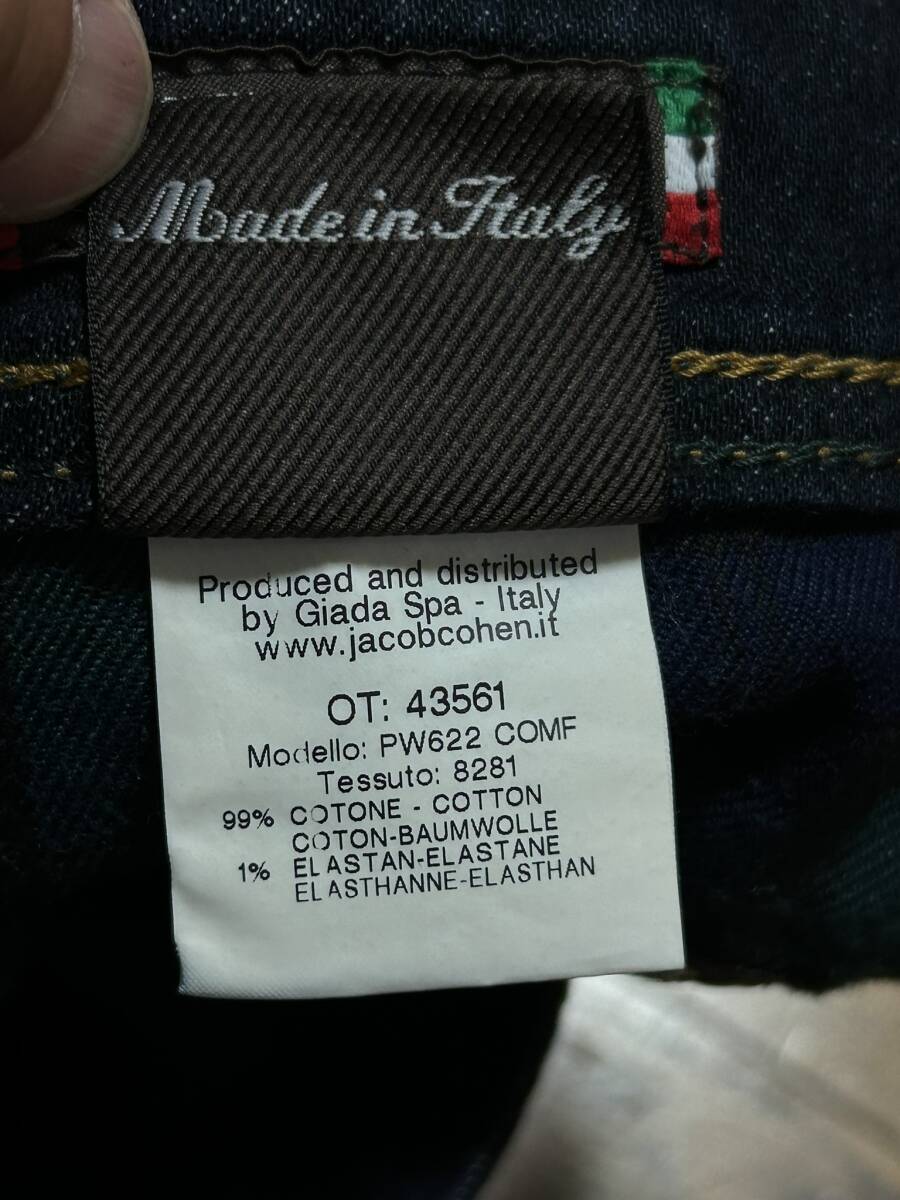 Made in Italy
Produced and distributed
by Giada Spa - Italy
www.jacobcohen.it
OT: 43561
Modello: PW622 COMF
Tessuto: 8281
99% COTONE - COTTON
COTON-BAUMWOLLE
1% ELASTAN-ELASTANE
ELASTHANNE-ELASTHAN